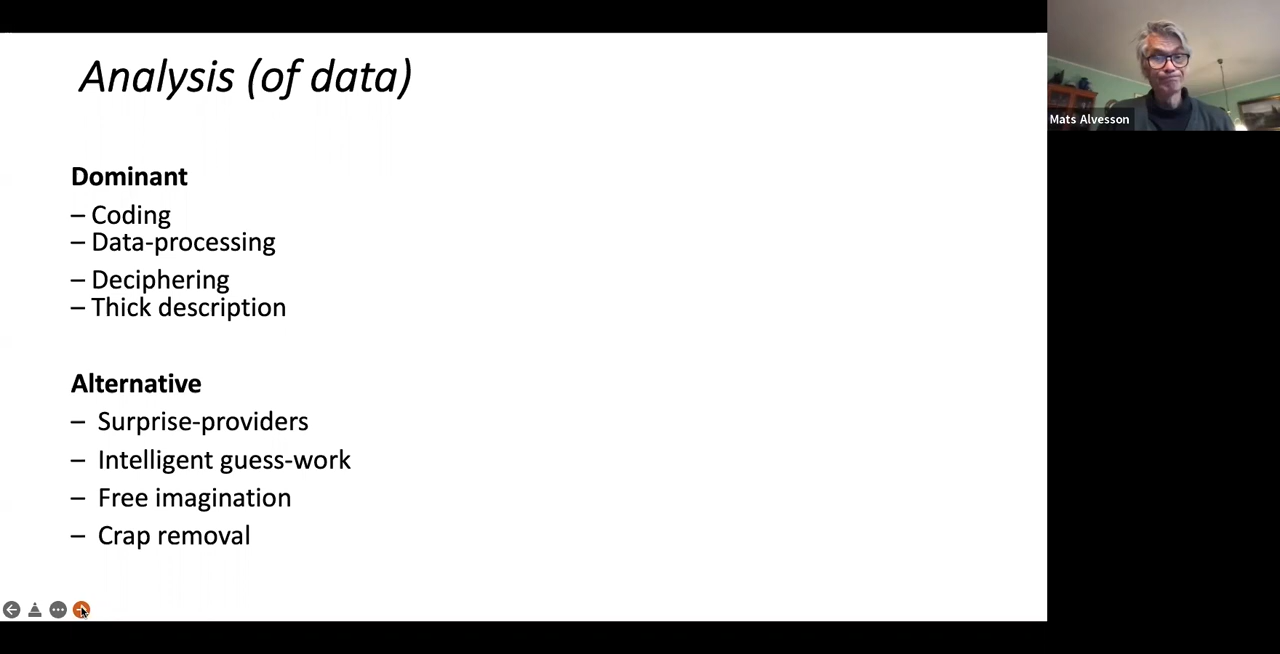 Analysis (of data)
Dominant
– Coding
– Data-processing
– Deciphering
– Thick description
Alternative
– Surprise-providers
– Intelligent guess-work
– Free imagination
– Crap removal
Mats Alvesson